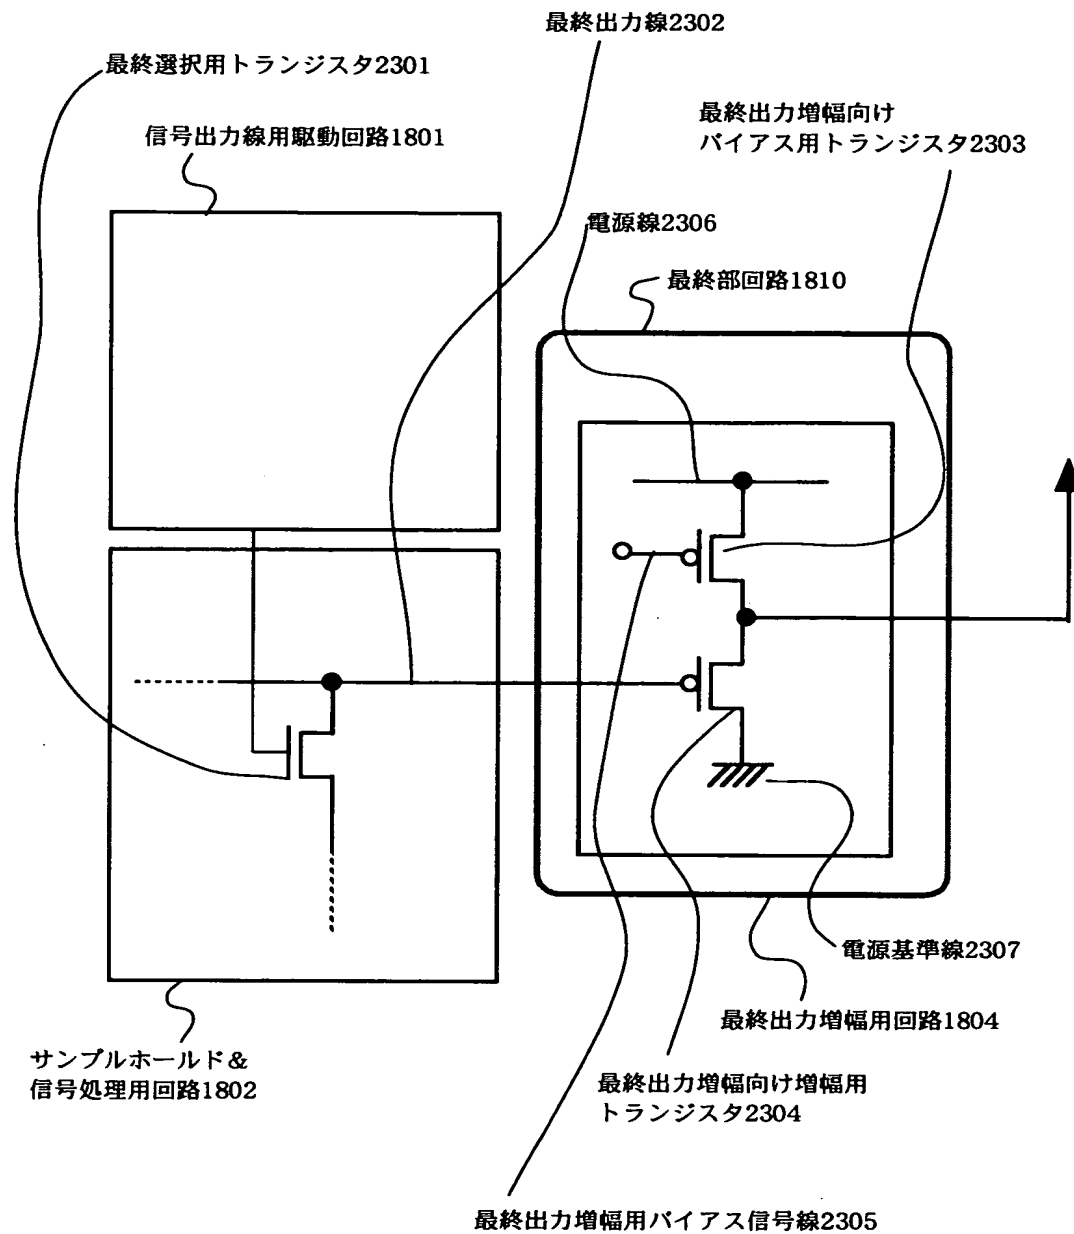 最終出力線2302
最終選択用トランジスタ2301
信号出力線用駆動回路1801
最終出力増幅向け
バイアス用トランジスタ2303
電源線2306
最終部回路1810
電源基準線2307
最終出力増幅用回路1804
サンプルホールド&
信号処理用回路1802
最終出力増幅向け増幅用
トランジスタ2304
最終出力増幅用バイアス信号線2305